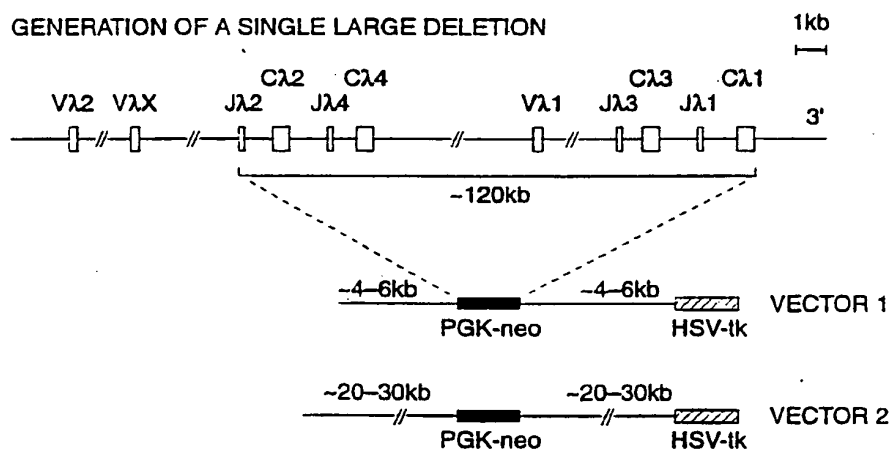 GENERATION OF A SINGLE LARGE DELETION
1kb
Vλ2 VλX Jλ2 Cλ2 Jλ4 Cλ4 Vλ1 Jλ3 Cλ3 Jλ1 Cλ1
3'
~120kb
~4–6kb ~4–6kb VECTOR 1
PGK-neo HSV-tk
~20–30kb ~20–30kb VECTOR 2
PGK-neo HSV-tk